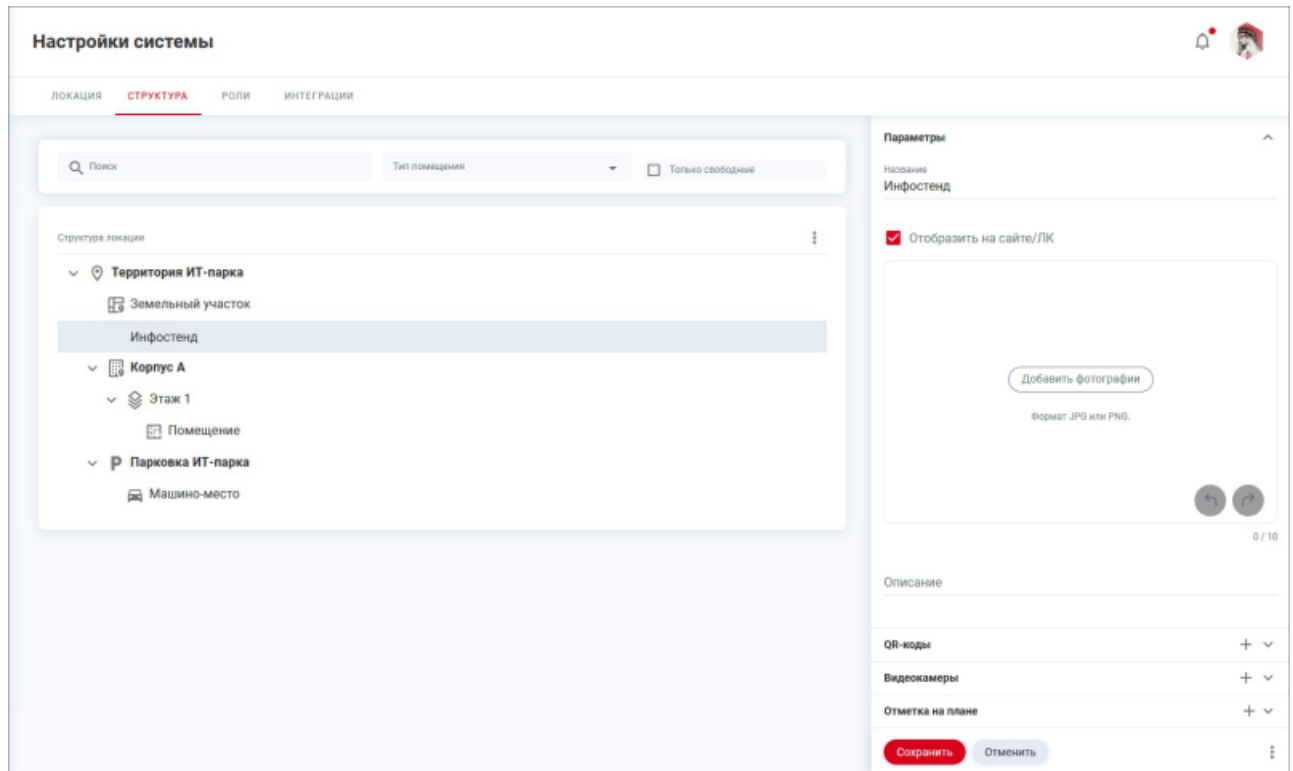 Настройки системы
ЛОКАЦИЯ СТРУКТУРА РОЛИ ИНТЕГРАЦИИ
Поиск Тип помещения Только свободные
Структура локации
Территория ИТ-парка
Земельный участок
Инфостенд
Корпус А
Этаж 1
Помещение
P Парковка ИТ-парка
Машино-место
Параметры
Название
Инфостенд
Отобразить на сайте/ЛК
Добавить фотографии
Формат JPG или PNG.
0 / 10
Описание
QR-коды
Видеокамеры
Отметка на плане
Сохранить Отменить